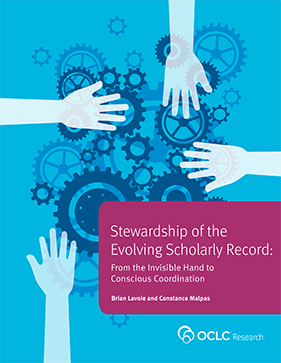 Stewardship of the
Evolving Scholarly Record:
From the Invisible Hand to
Conscious Coordination
Brian Lavoie and Constance Malpas
OCLC Research